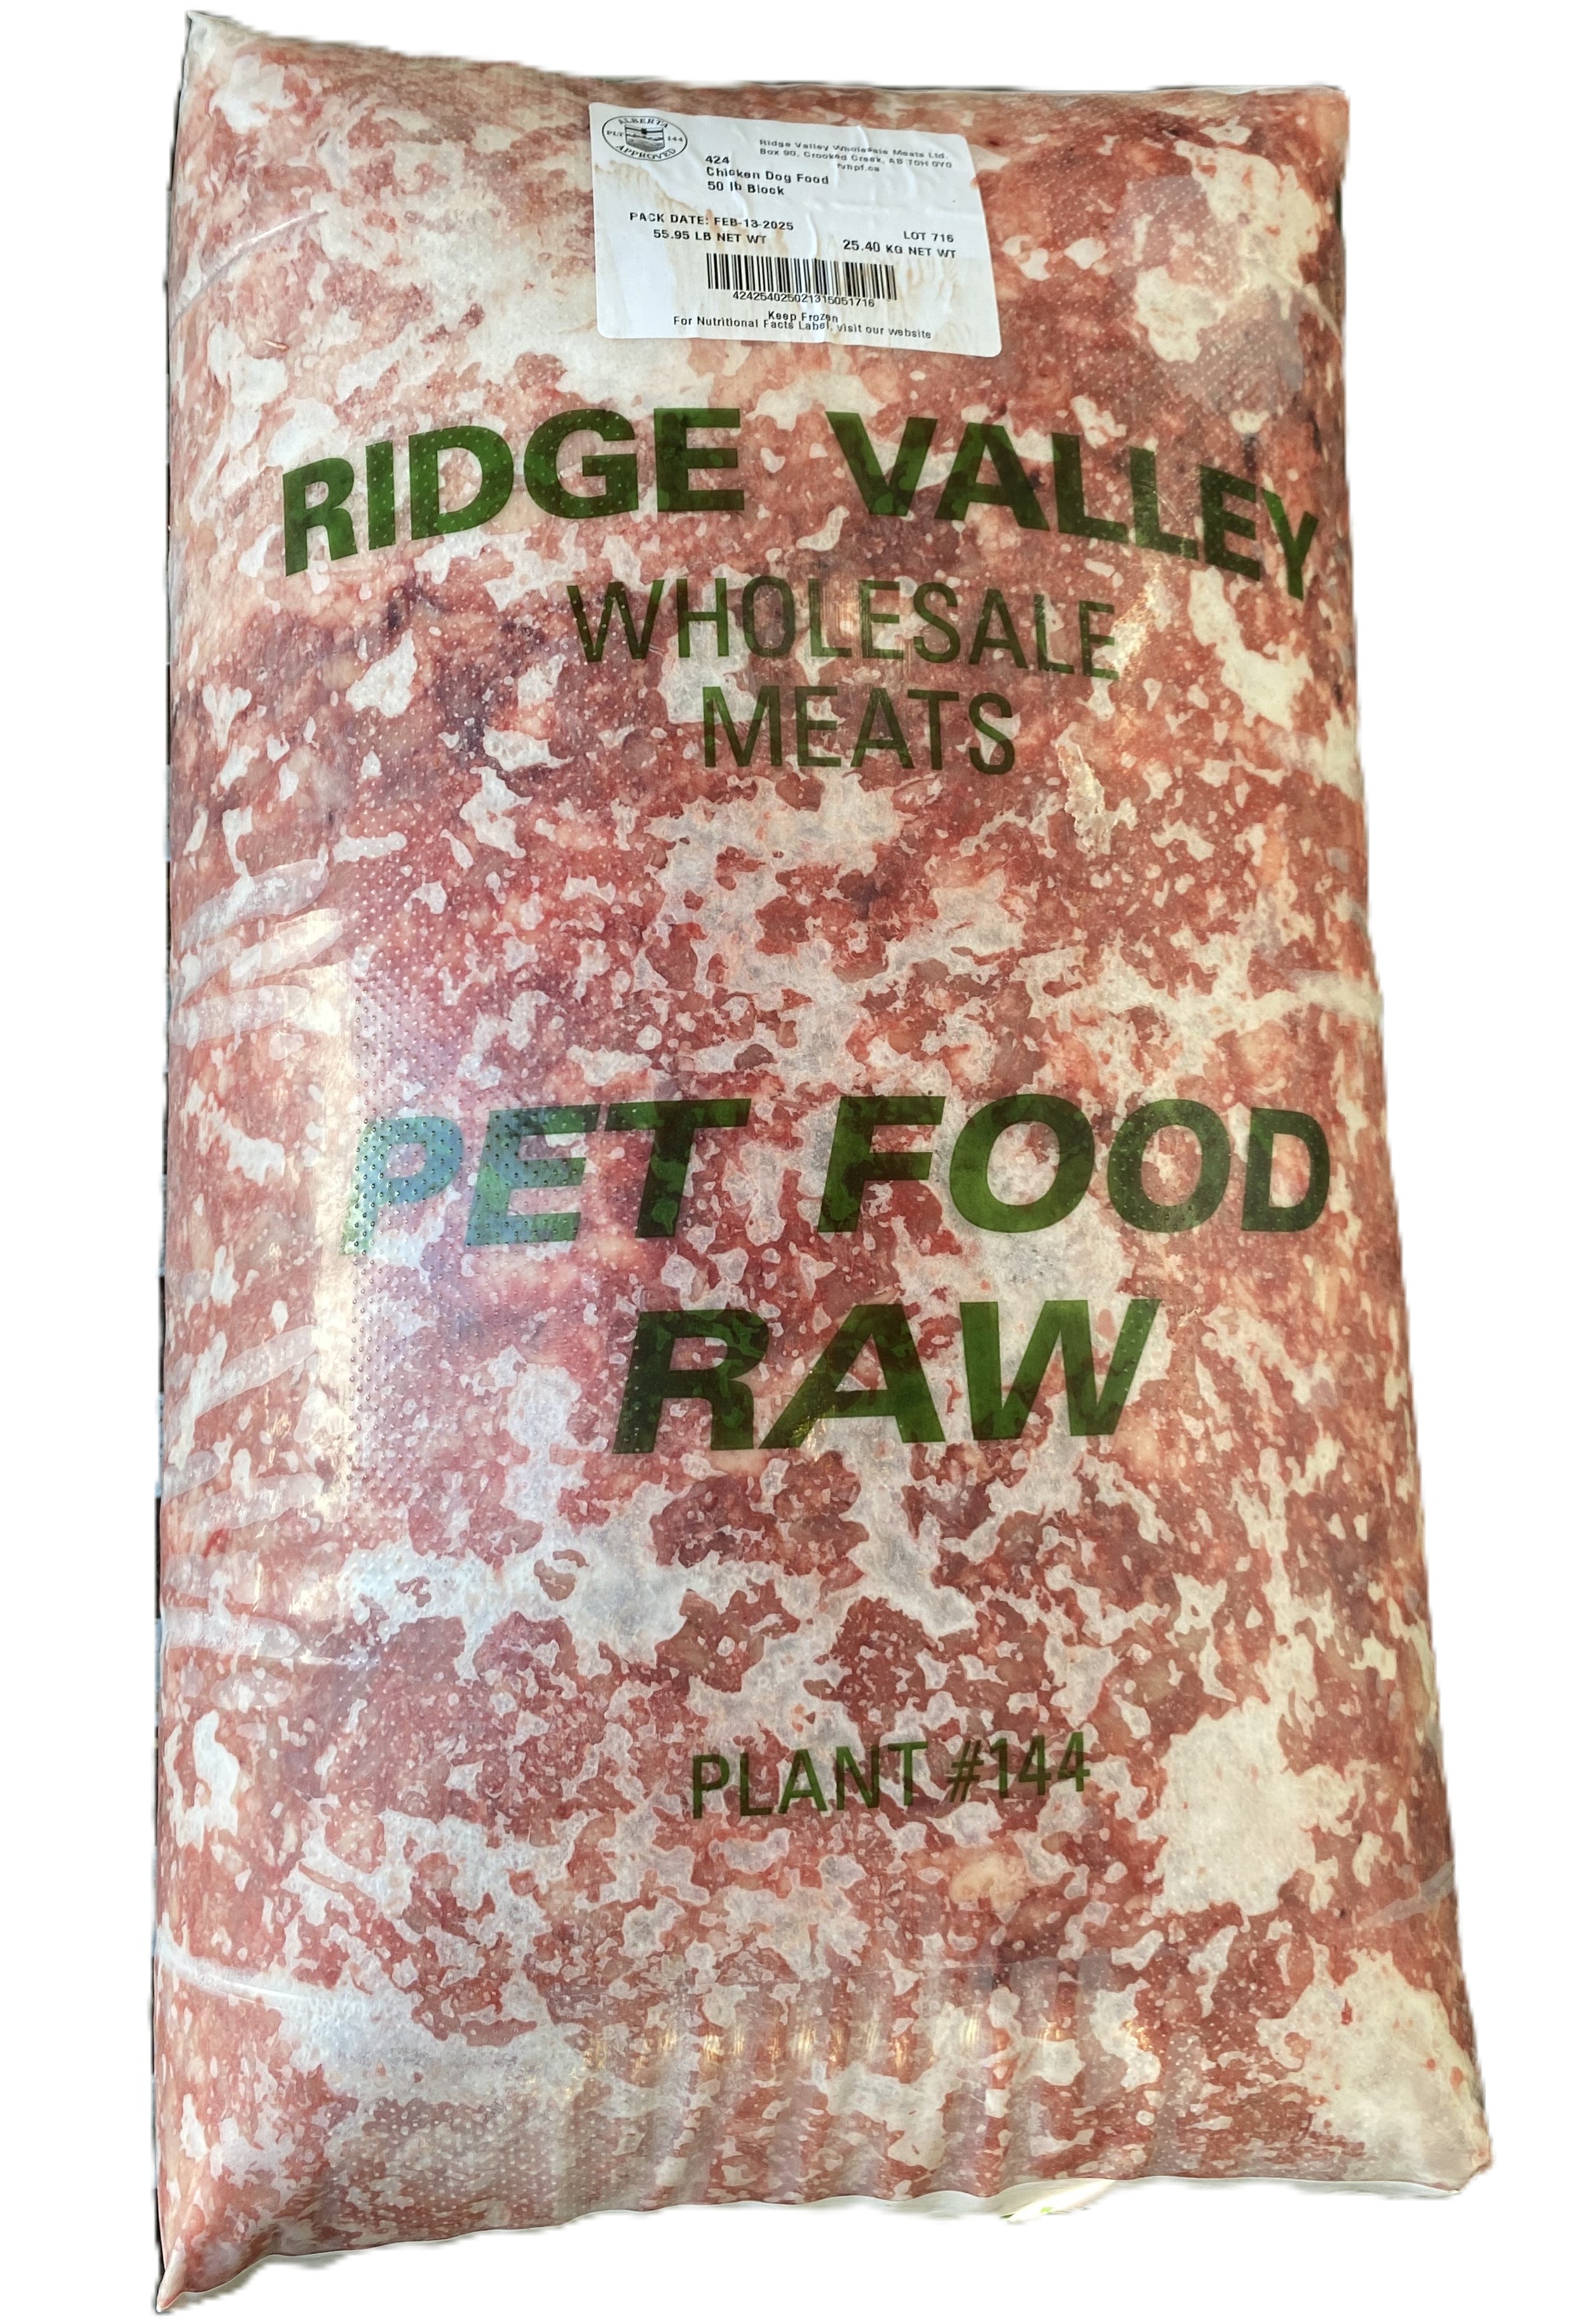 ALBERTA
PLT 144
APPROVED
Ridge Valley Wholesale Meats Ltd.
Box 90, Crooked Creek, AB T0H 0Y0
rvhpf.ca
424
Chicken Dog Food
50 lb Block
PACK DATE: FEB-13-2025
LOT 716
55.95 LB NET WT
25.40 KG NET WT
424254025021315051716
Keep Frozen
For Nutritional Facts Label, visit our website
RIDGE VALLEY
WHOLESALE
MEATS
PET FOOD
RAW
PLANT #144